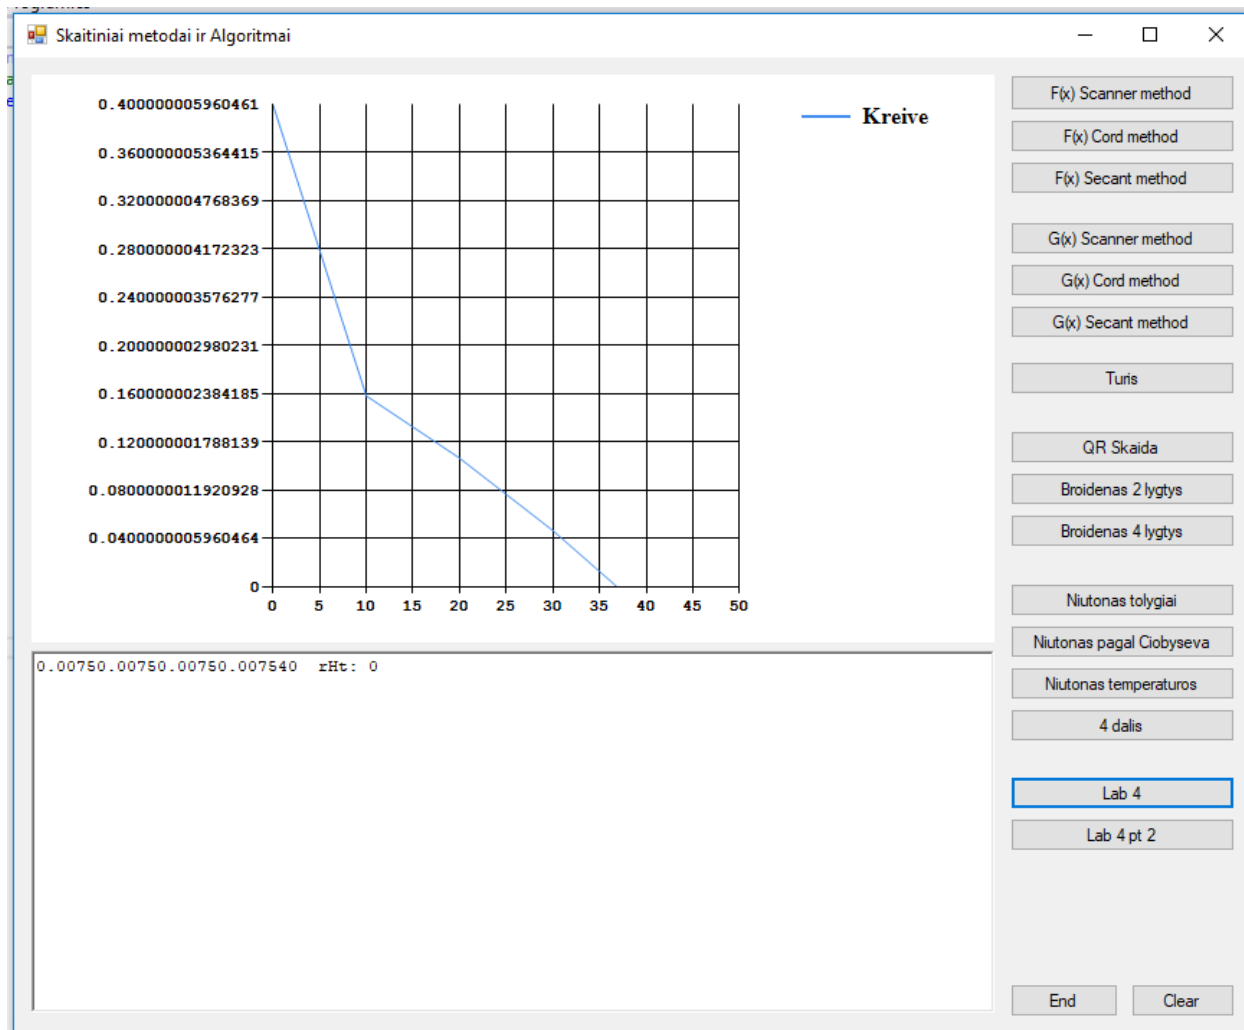 Skaitiniai metodai ir Algoritmai
0.400000005960461
0.360000005364415
0.320000004768369
0.280000004172323
0.240000003576277
0.200000002980231
0.160000002384185
0.120000001788139
0.0800000011920928
0.0400000005960464
0
0 5 10 15 20 25 30 35 40 45 50
Kreive
0.00750.00750.00750.007540 rHt: 0
F(x) Scanner method
F(x) Cord method
F(x) Secant method
G(x) Scanner method
G(x) Cord method
G(x) Secant method
Turis
QR Skaida
Broidenas 2 lygtys
Broidenas 4 lygtys
Niutonas tolygiai
Niutonas pagal Ciobyseva
Niutonas temperaturos
4 dalis
Lab 4
Lab 4 pt 2
End Clear